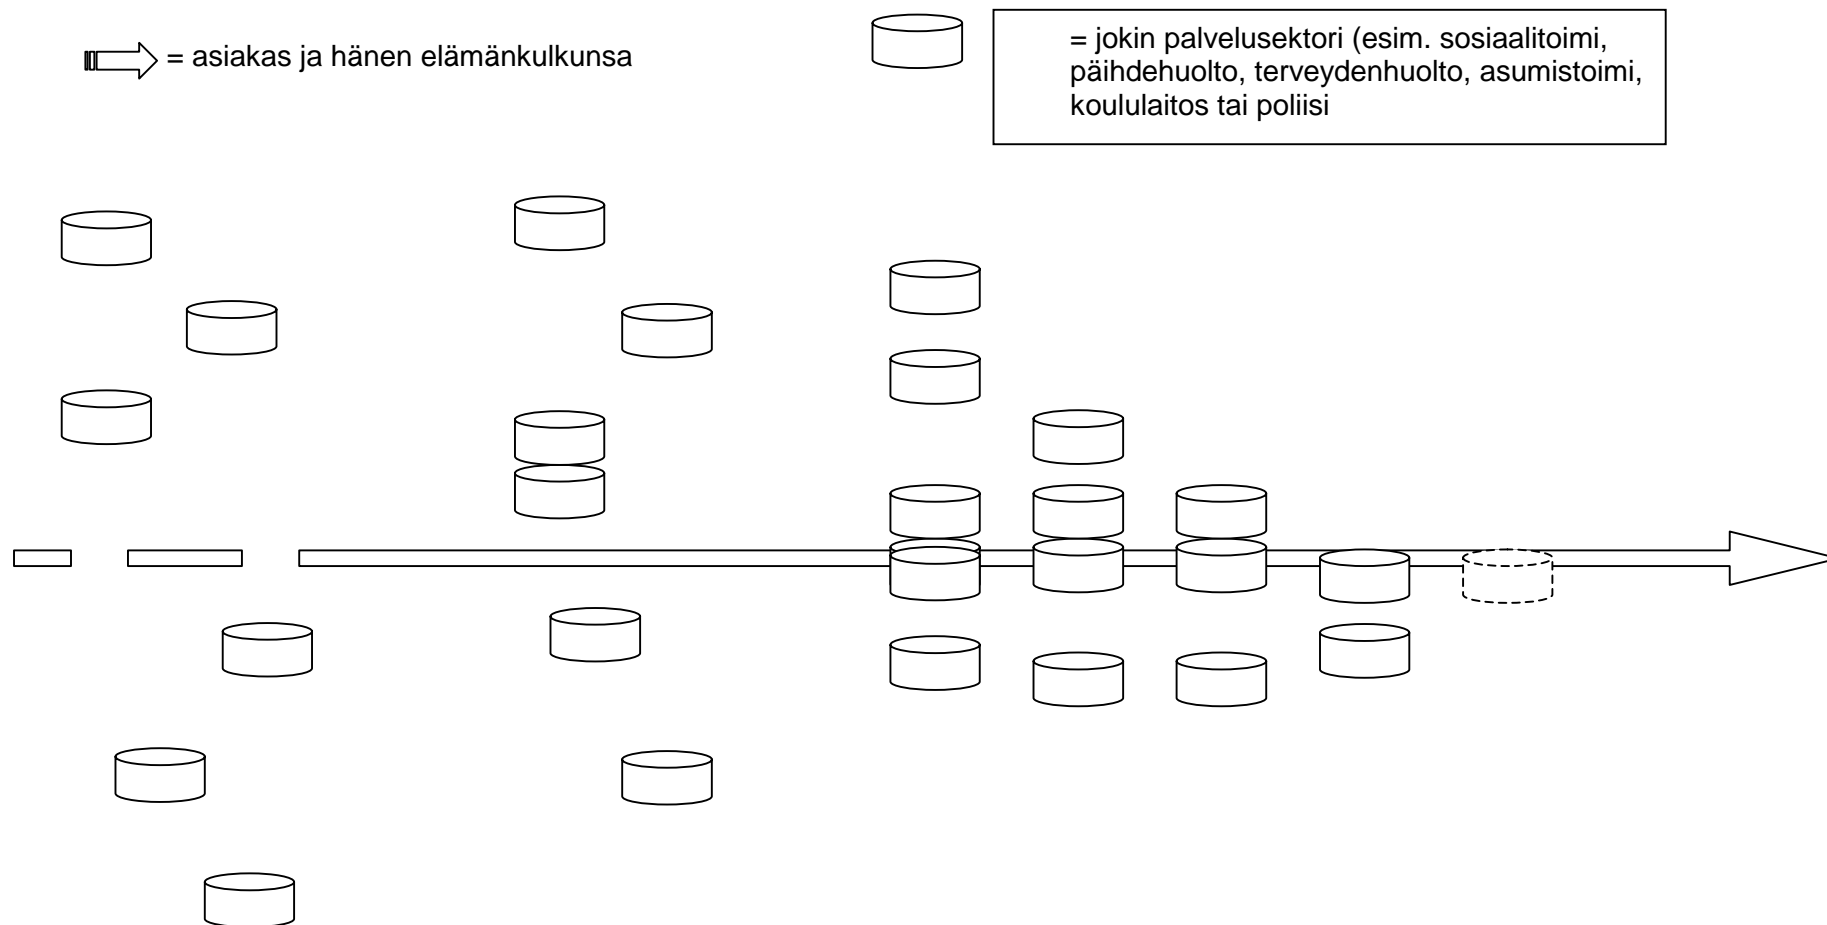 = asiakas ja hänen elämänkulkunsa
= jokin palvelusektori (esim. sosiaalitoimi,
päihdehuolto, terveydenhuolto, asumistoimi,
koululaitos tai poliisi